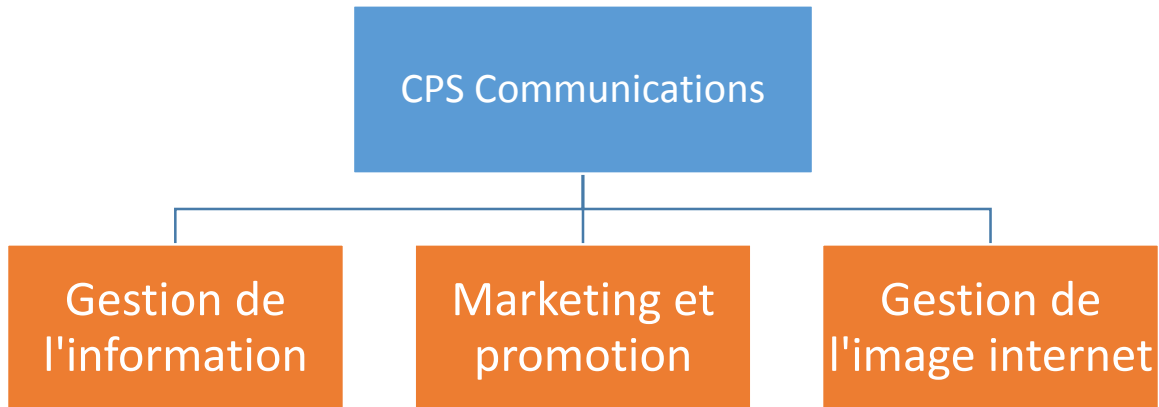 CPS Communications
Gestion de
l'information
Marketing et
promotion
Gestion de
l'image internet